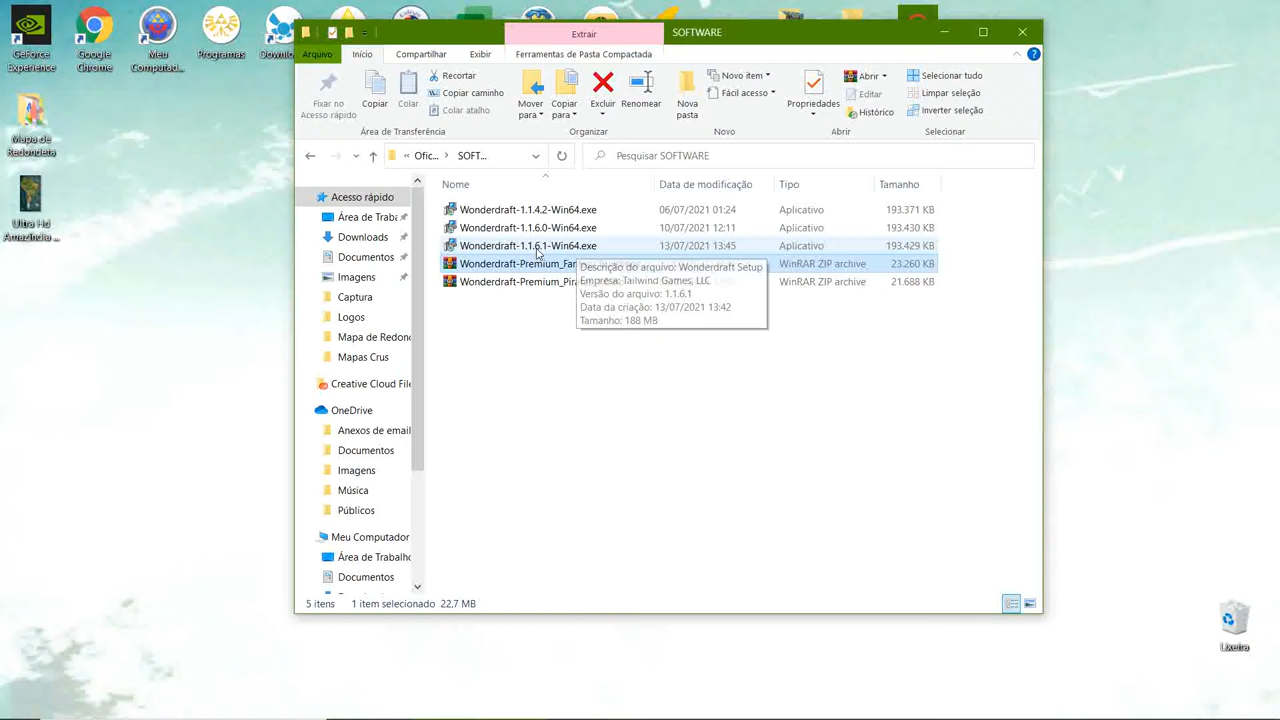 GeForce Experience
Google Chrome
Meu Computad...
Programas
Extrair
SOFTWARE
Arquivo
Início
Compartilhar
Exibir
Ferramentas de Pasta Compactada
Fixar no Acesso rápido
Copiar
Colar
Recortar
Copiar caminho
Colar atalho
Mover para
Copiar para
Excluir
Renomear
Nova pasta
Novo item
Fácil acesso
Propriedades
Abrir
Editar
Histórico
Selecionar tudo
Limpar seleção
Inverter seleção
Área de Transferência
Organizar
Novo
Abrir
Selecionar
« Ofic... > SOFT...
Pesquisar SOFTWARE
Nome
Data de modificação
Tipo
Tamanho
Wonderdraft-1.1.4.2-Win64.exe 06/07/2021 01:24 Aplicativo 193.371 KB
Wonderdraft-1.1.6.0-Win64.exe 10/07/2021 12:11 Aplicativo 193.430 KB
Wonderdraft-1.1.6.1-Win64.exe 13/07/2021 13:45 Aplicativo 193.429 KB
Wonderdraft-Premium_Fan WinRAR ZIP archive 23.260 KB
Wonderdraft-Premium_Pira WinRAR ZIP archive 21.688 KB
Descrição do arquivo: Wonderdraft Setup
Empresa: Tailwind Games, LLC
Versão do arquivo: 1.1.6.1
Data da criação: 13/07/2021 13:42
Tamanho: 188 MB
Acesso rápido
Área de Traba
Downloads
Documentos
Imagens
Captura
Logos
Mapa de Redond
Mapas Crus
Creative Cloud File
OneDrive
Anexos de email
Documentos
Imagens
Música
Públicos
Meu Computador
Área de Trabalho
Documentos
5 itens
1 item selecionado 22,7 MB
Mapa de Redondeta
Ultra Hd Amazíndia ...
Lixeira